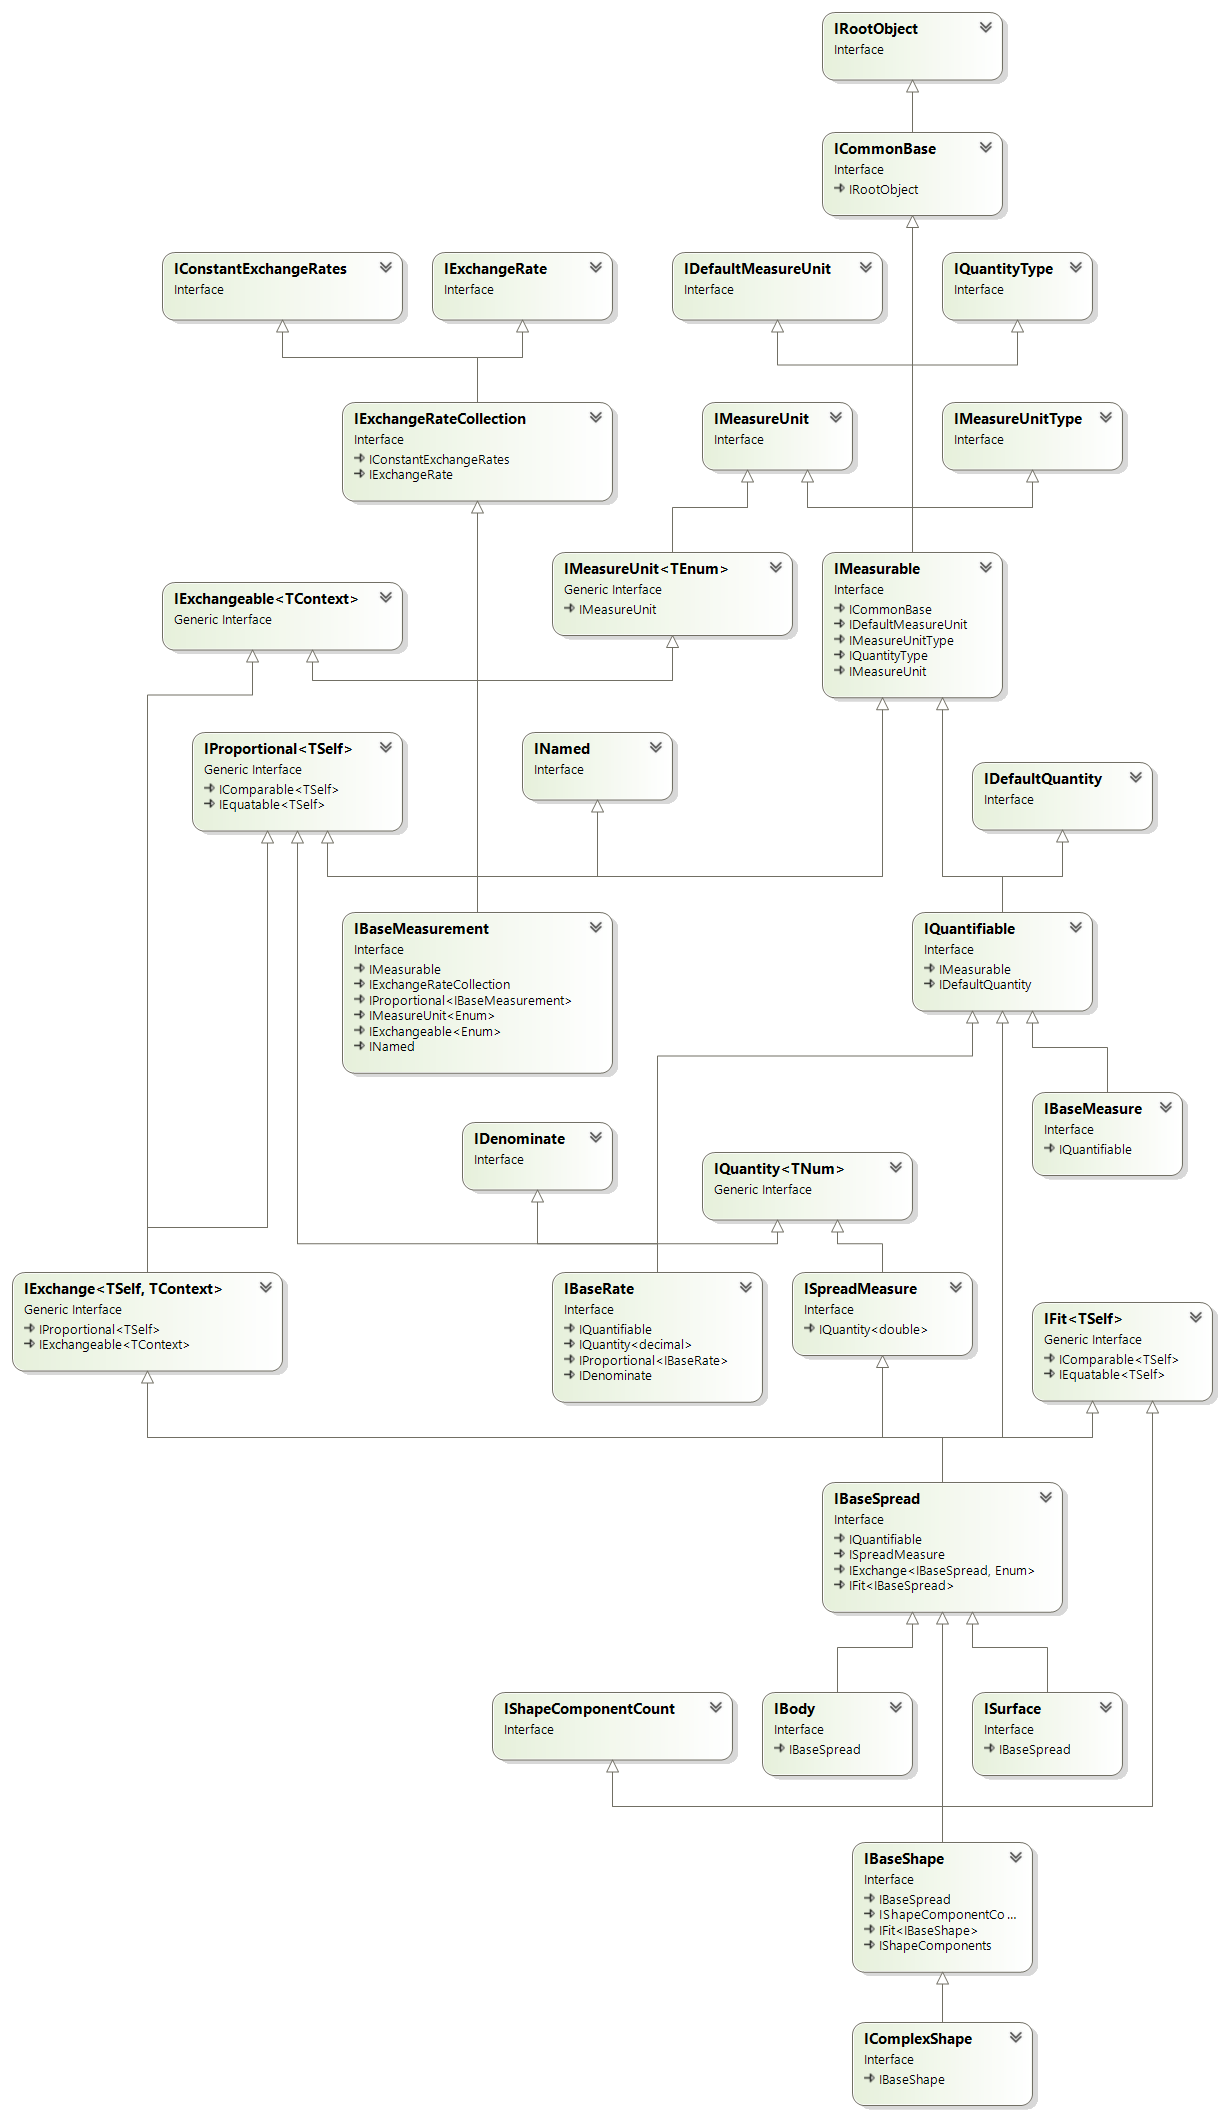 IRootObject
Interface
ICommonBase
Interface
IRootObject
IConstantExchangeRates
Interface
IExchangeRate
Interface
IDefaultMeasureUnit
Interface
IQuantityType
Interface
IExchangeRateCollection
Interface
IConstantExchangeRates
IExchangeRate
IMeasureUnit
Interface
IMeasureUnitType
Interface
IExchangeable<TContext>
Generic Interface
IMeasureUnit<TEnum>
Generic Interface
IMeasureUnit
IMeasurable
Interface
ICommonBase
IDefaultMeasureUnit
IMeasureUnitType
IQuantityType
IMeasureUnit
IProportional<TSelf>
Generic Interface
IComparable<TSelf>
IEquatable<TSelf>
INamed
Interface
IDefaultQuantity
Interface
IBaseMeasurement
Interface
IMeasurable
IExchangeRateCollection
IProportional<IBaseMeasurement>
IMeasureUnit<Enum>
IExchangeable<Enum>
INamed
IQuantifiable
Interface
IMeasurable
IDefaultQuantity
IBaseMeasure
Interface
IQuantifiable
IDenominate
Interface
IQuantity<TNum>
Generic Interface
IExchange<TSelf, TContext>
Generic Interface
IProportional<TSelf>
IExchangeable<TContext>
IBaseRate
Interface
IQuantifiable
IQuantity<decimal>
IProportional<IBaseRate>
IDenominate
ISpreadMeasure
Interface
IQuantity<double>
IFit<TSelf>
Generic Interface
IComparable<TSelf>
IEquatable<TSelf>
IBaseSpread
Interface
IQuantifiable
ISpreadMeasure
IExchange<IBaseSpread, Enum>
IFit<IBaseSpread>
IShapeComponentCount
Interface
IBody
Interface
IBaseSpread
ISurface
Interface
IBaseSpread
IBaseShape
Interface
IBaseSpread
IShapeComponentCo...
IFit<IBaseShape>
IShapeComponents
IComplexShape
Interface
IBaseShape